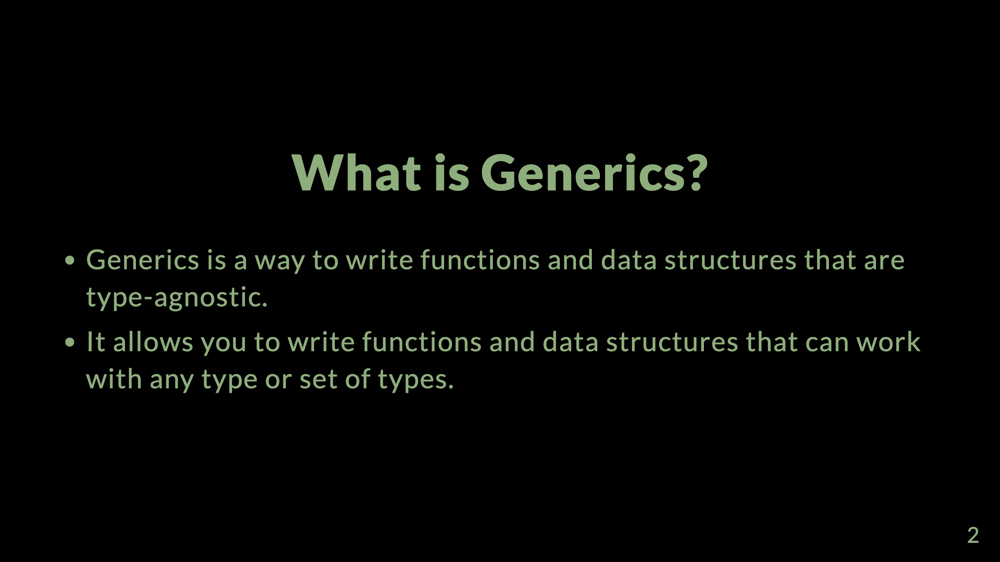 What is Generics?
• Generics is a way to write functions and data structures that are
type-agnostic.
• It allows you to write functions and data structures that can work
with any type or set of types.
2